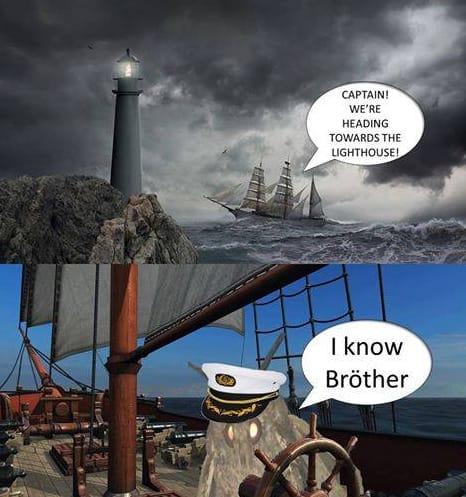 CAPTAIN!
WE'RE
HEADING
TOWARDS THE
LIGHTHOUSE!
I know
Bröther